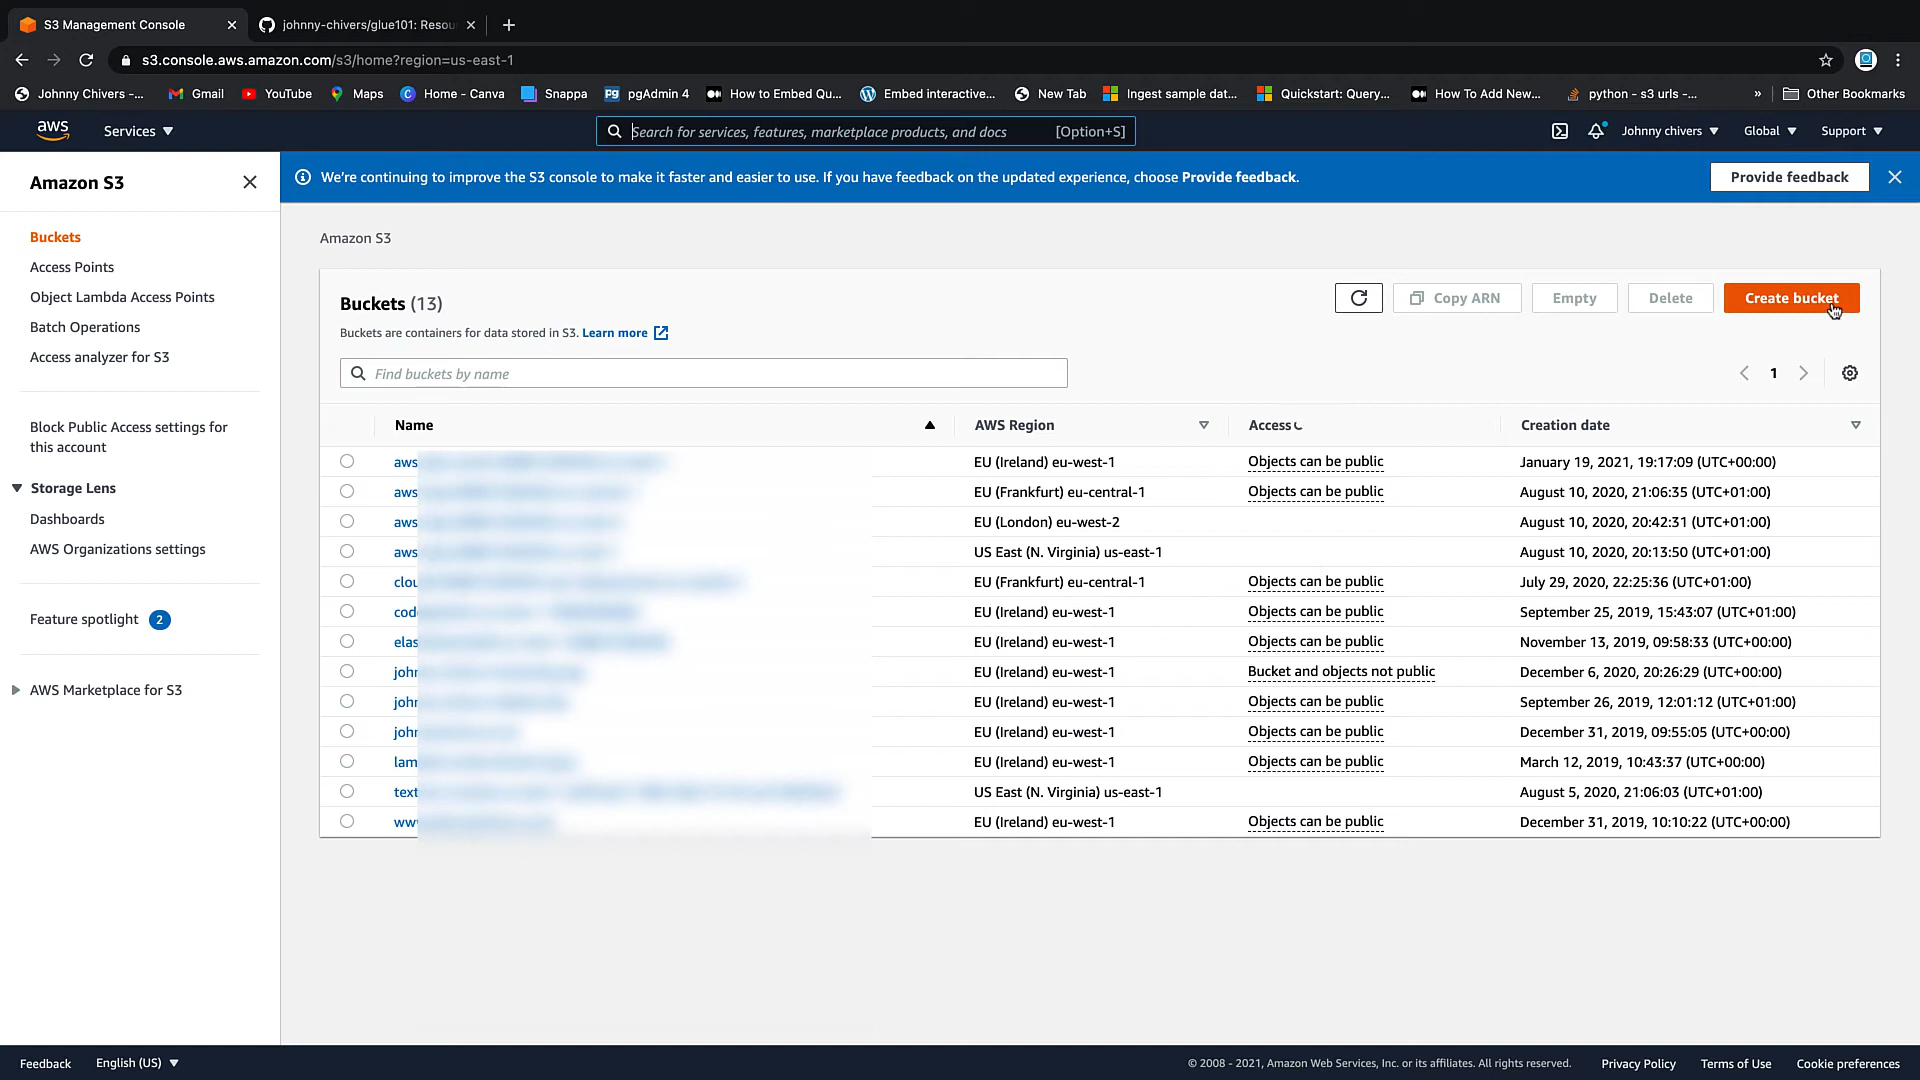 S3 Management Console
johnny-chivers/glue101: Resou
s3.console.aws.amazon.com/s3/home?region=us-east-1
Johnny Chivers -...
Gmail
YouTube
Maps
Home - Canva
Snappa
pgAdmin 4
How to Embed Qu...
Embed interactive...
New Tab
Ingest sample dat...
Quickstart: Query...
How To Add New...
python - s3 urls -...
»
Other Bookmarks
aws
Services
Search for services, features, marketplace products, and docs
[Option+S]
Johnny chivers
Global
Support
Amazon S3
We're continuing to improve the S3 console to make it faster and easier to use. If you have feedback on the updated experience, choose Provide feedback.
Provide feedback
Buckets
Access Points
Object Lambda Access Points
Batch Operations
Access analyzer for S3
Block Public Access settings for
this account
Storage Lens
Dashboards
AWS Organizations settings
Feature spotlight 2
AWS Marketplace for S3
Amazon S3
Buckets (13)
Buckets are containers for data stored in S3. Learn more
Copy ARN
Empty
Delete
Create bucket
Find buckets by name
1
Name AWS Region Access Creation date
aws EU (Ireland) eu-west-1 Objects can be public January 19, 2021, 19:17:09 (UTC+00:00)
aws EU (Frankfurt) eu-central-1 Objects can be public August 10, 2020, 21:06:35 (UTC+01:00)
aws EU (London) eu-west-2 August 10, 2020, 20:42:31 (UTC+01:00)
aws US East (N. Virginia) us-east-1 August 10, 2020, 20:13:50 (UTC+01:00)
clou EU (Frankfurt) eu-central-1 Objects can be public July 29, 2020, 22:25:36 (UTC+01:00)
cod EU (Ireland) eu-west-1 Objects can be public September 25, 2019, 15:43:07 (UTC+01:00)
elas EU (Ireland) eu-west-1 Objects can be public November 13, 2019, 09:58:33 (UTC+00:00)
john EU (Ireland) eu-west-1 Bucket and objects not public December 6, 2020, 20:26:29 (UTC+00:00)
john EU (Ireland) eu-west-1 Objects can be public September 26, 2019, 12:01:12 (UTC+01:00)
john EU (Ireland) eu-west-1 Objects can be public December 31, 2019, 09:55:05 (UTC+00:00)
lam EU (Ireland) eu-west-1 Objects can be public March 12, 2019, 10:43:37 (UTC+00:00)
text US East (N. Virginia) us-east-1 August 5, 2020, 21:06:03 (UTC+01:00)
www EU (Ireland) eu-west-1 Objects can be public December 31, 2019, 10:10:22 (UTC+00:00)
Feedback
English (US)
© 2008 - 2021, Amazon Web Services, Inc. or its affiliates. All rights reserved.
Privacy Policy
Terms of Use
Cookie preferences